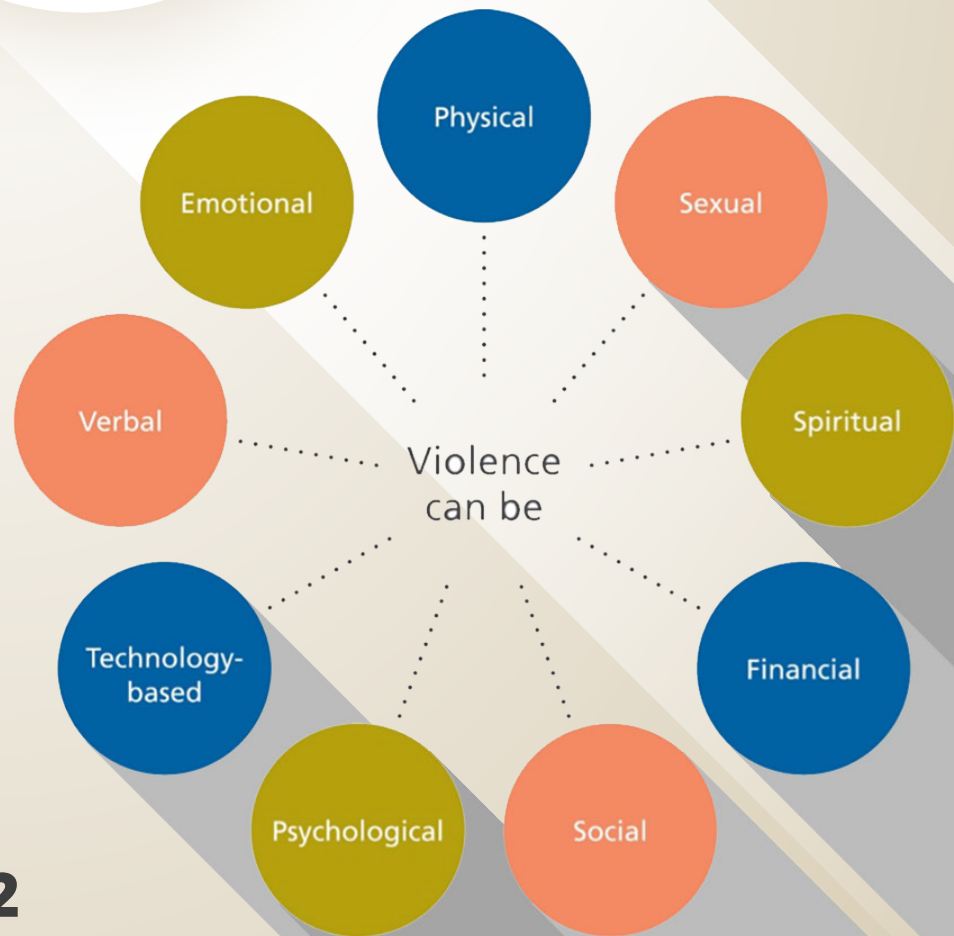 Physical
Emotional
Sexual
Verbal
Spiritual
Violence
can be
Technology-
based
Financial
Psychological
Social
2